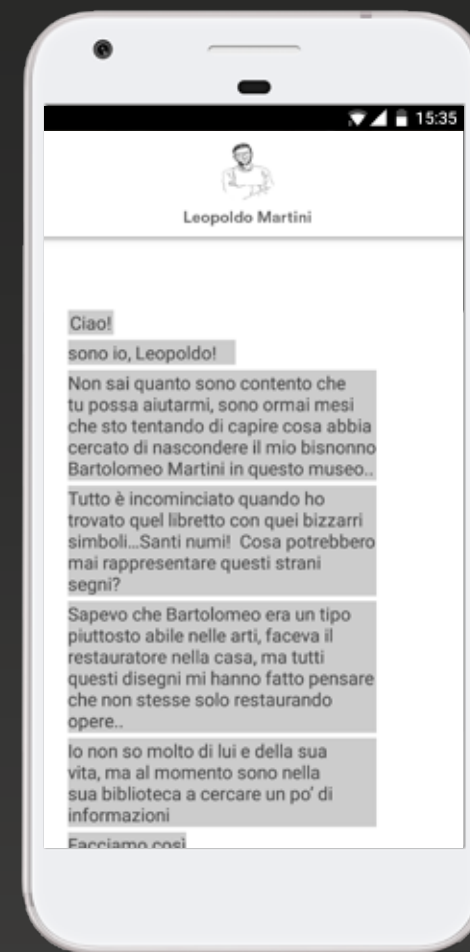 15:35
Leopoldo Martini
Ciao!
sono io, Leopoldo!
Non sai quanto sono contento che
tu possa aiutarmi, sono ormai mesi
che sto tentando di capire cosa abbia
cercato di nascondere il mio bisnonno
Bartolomeo Martini in questo museo..
Tutto è incominciato quando ho
trovato quel libretto con quei bizzarri
simboli...Santi numi! Cosa potrebbero
mai rappresentare questi strani
segni?
Sapevo che Bartolomeo era un tipo
piuttosto abile nelle arti, faceva il
restauratore nella casa, ma tutti
questi disegni mi hanno fatto pensare
che non stesse solo restaurando
opere..
Io non so molto di lui e della sua
vita, ma al momento sono nella
sua biblioteca a cercare un po' di
informazioni
Facciamo così